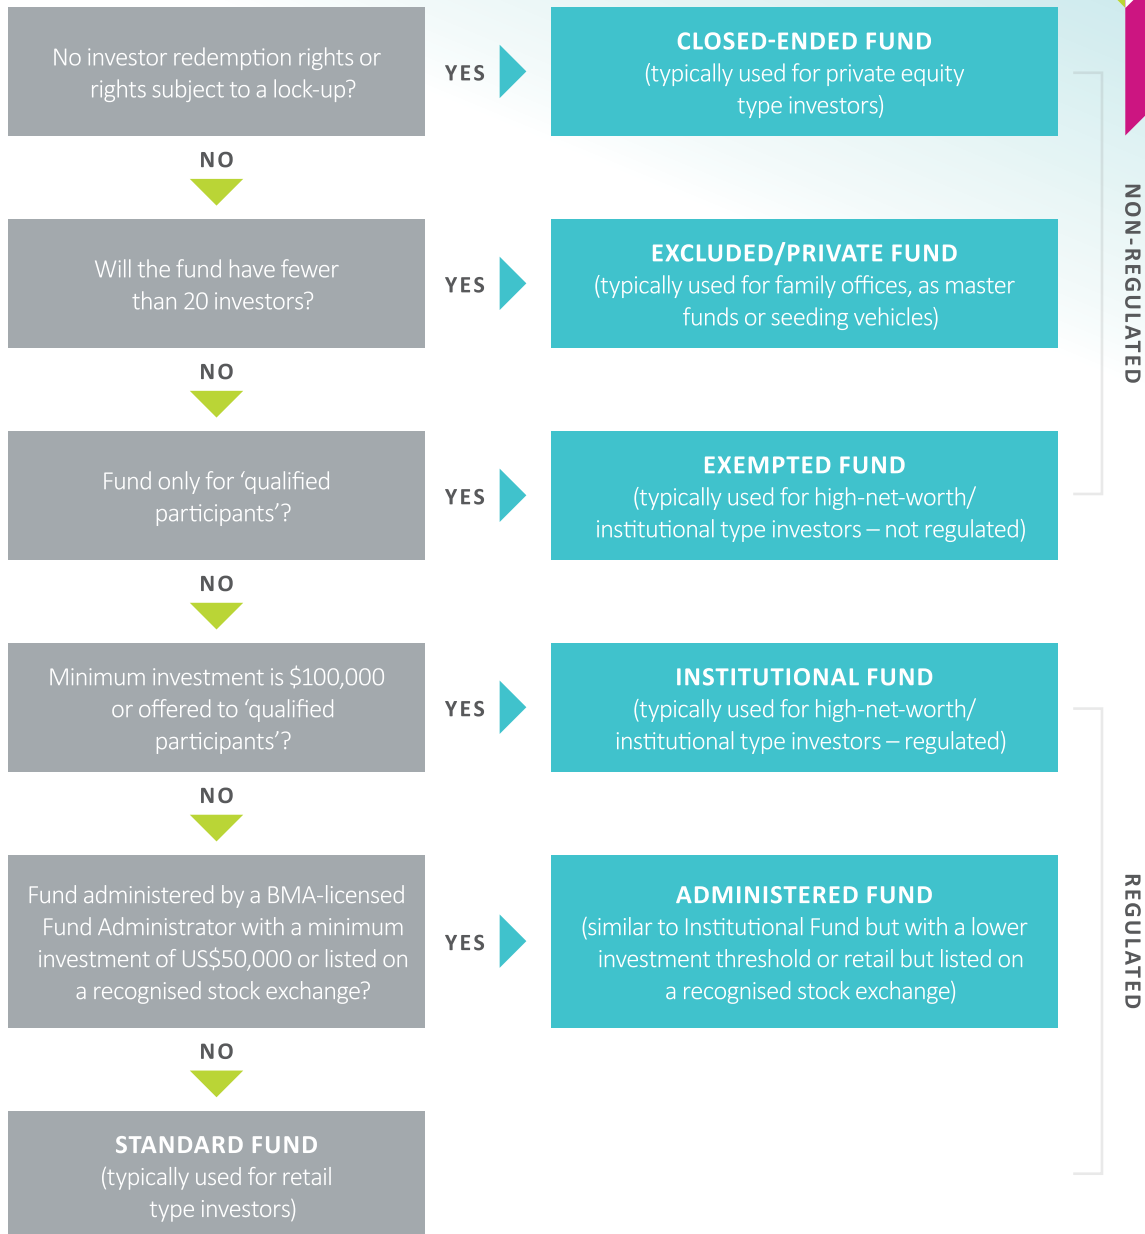 No investor redemption rights or
rights subject to a lock-up?
YES
CLOSED-ENDED FUND
(typically used for private equity
type investors)
NO
Will the fund have fewer
than 20 investors?
YES
EXCLUDED/PRIVATE FUND
(typically used for family offices, as master
funds or seeding vehicles)
NO
Fund only for ‘qualified
participants’?
YES
EXEMPTED FUND
(typically used for high-net-worth/
institutional type investors – not regulated)
NON-REGULATED
NO
Minimum investment is $100,000
or offered to ‘qualified
participants’?
YES
INSTITUTIONAL FUND
(typically used for high-net-worth/
institutional type investors – regulated)
NO
Fund administered by a BMA-licensed
Fund Administrator with a minimum
investment of US$50,000 or listed on
a recognised stock exchange?
YES
ADMINISTERED FUND
(similar to Institutional Fund but with a lower
investment threshold or retail but listed on
a recognised stock exchange)
NO
STANDARD FUND
(typically used for retail
type investors)
REGULATED